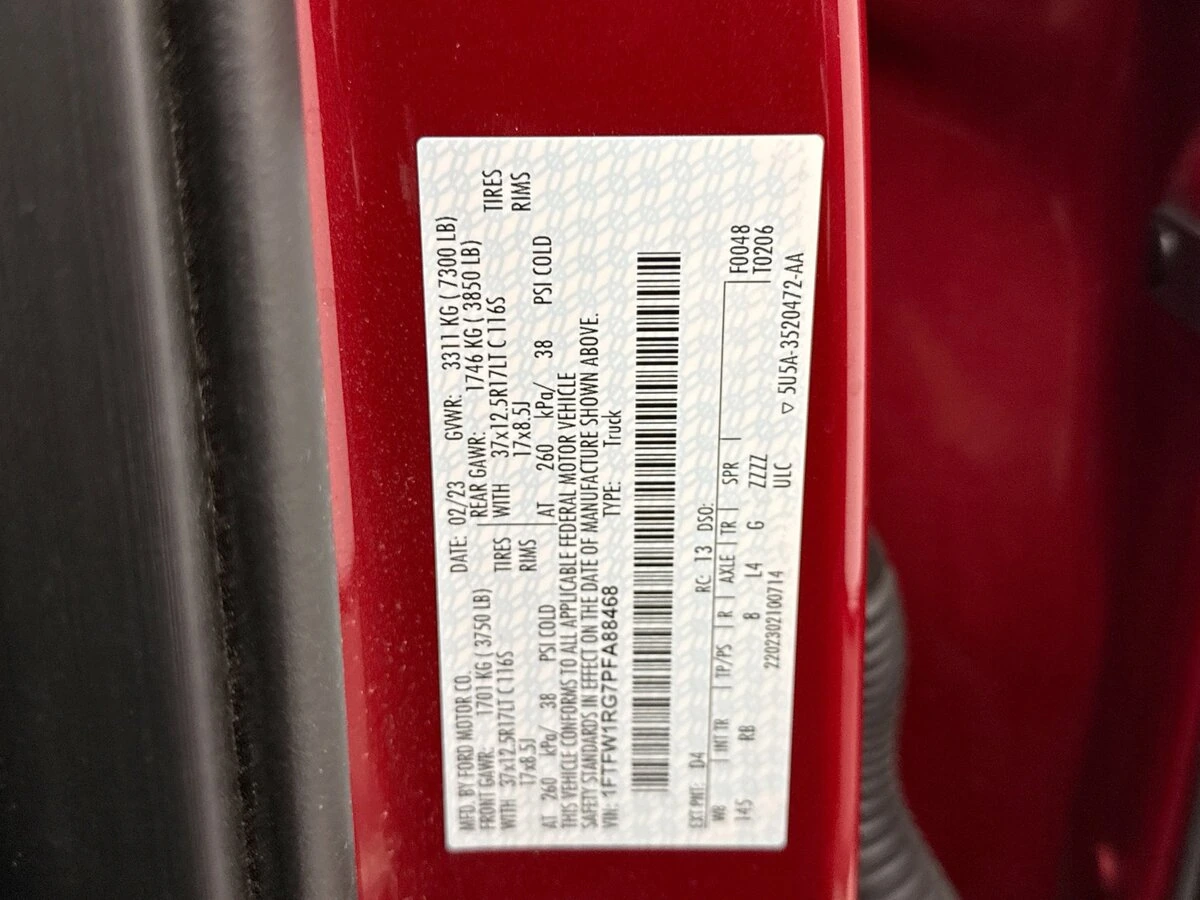 MFD. BY FORD MOTOR CO. DATE: 02/23 GVWR: 3311 KG ( 7300 LB)
FRONT GAWR: 1701 KG ( 3750 LB) REAR GAWR: 1746 KG ( 3850 LB)
WITH 37x12.5R17LT C 116S TIRES WITH 37x12.5R17LT C 116S TIRES
17x8.5J RIMS 17x8.5J RIMS
AT 260 kPa/ 38 PSI COLD AT 260 kPa/ 38 PSI COLD
THIS VEHICLE CONFORMS TO ALL APPLICABLE FEDERAL MOTOR VEHICLE
SAFETY STANDARDS IN EFFECT ON THE DATE OF MANUFACTURE SHOWN ABOVE.
VIN: 1FTFW1RG7PFA88468 TYPE: Truck
EXT PNT: D4 RC: 13 DSO: F0048
WB INT TR TP/PS R AXLE TR SPR T0206
145 RB 8 L4 G ZZZZ
2202302100714 ULC ▽ 5U5A-3520472-AA